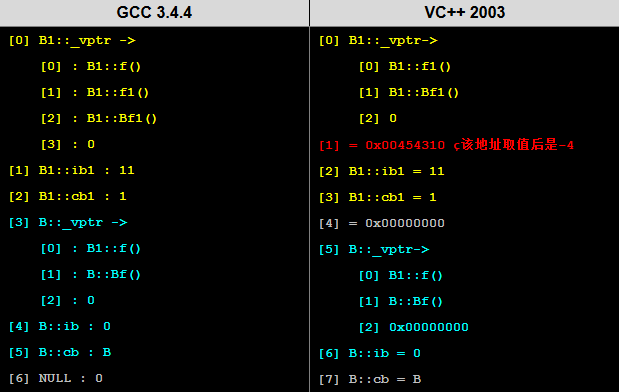 GCC 3.4.4
[0] B1::_vptr ->
[0] : B1::f()
[1] : B1::f1()
[2] : B1::Bf1()
[3] : 0
[1] B1::ib1 : 11
[2] B1::cb1 : 1
[3] B::_vptr ->
[0] : B1::f()
[1] : B::Bf()
[2] : 0
[4] B::ib : 0
[5] B::cb : B
[6] NULL : 0
VC++ 2003
[0] B1::_vptr->
[0] B1::f1()
[1] B1::Bf1()
[2] 0
[1] = 0x00454310 ç该地址取值后是-4
[2] B1::ib1 = 11
[3] B1::cb1 = 1
[4] = 0x00000000
[5] B::_vptr->
[0] B1::f()
[1] B::Bf()
[2] 0x00000000
[6] B::ib = 0
[7] B::cb = B